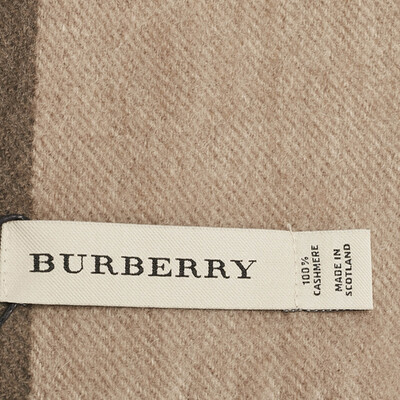 BURBERRY
100%
CASHMERE
MADE IN
SCOTLAND